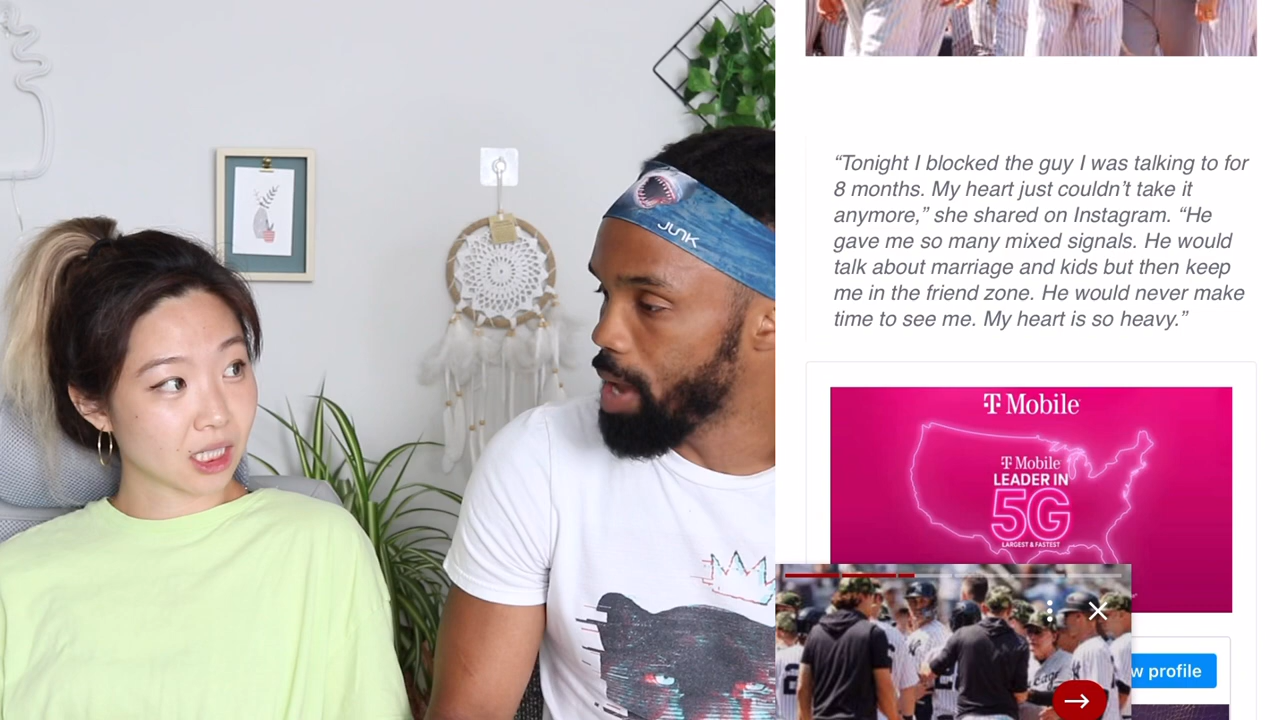 JUNK
“Tonight I blocked the guy I was talking to for
8 months. My heart just couldn’t take it
anymore,” she shared on Instagram. “He
gave me so many mixed signals. He would
talk about marriage and kids but then keep
me in the friend zone. He would never make
time to see me. My heart is so heavy.”
T Mobile
T Mobile
LEADER IN
5G
LARGEST & FASTEST
w profile